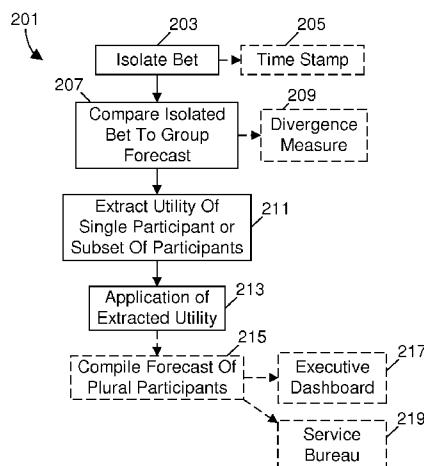 201
203
Isolate Bet
205
Time Stamp
207
Compare Isolated
Bet To Group
Forecast
209
Divergence
Measure
Extract Utility Of
Single Participant or
Subset Of Participants
211
Application of
Extracted Utility
213
215
Compile Forecast Of
Plural Participants
217
Executive
Dashboard
Service
Bureau
219